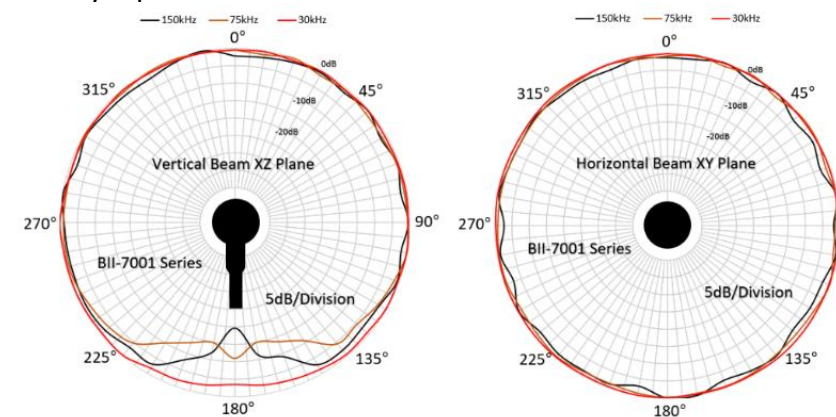 150kHz 75kHz 30kHz
0°
0dB
315°
45°
-10dB
-20dB
Vertical Beam XZ Plane
270°
90°
BII-7001 Series
5dB/Division
225°
135°
180°
150kHz 75kHz 30kHz
0°
0dB
315°
45°
-10dB
-20dB
Horizontal Beam XY Plane
270°
BII-7001 Series
5dB/Division
225°
135°
180°